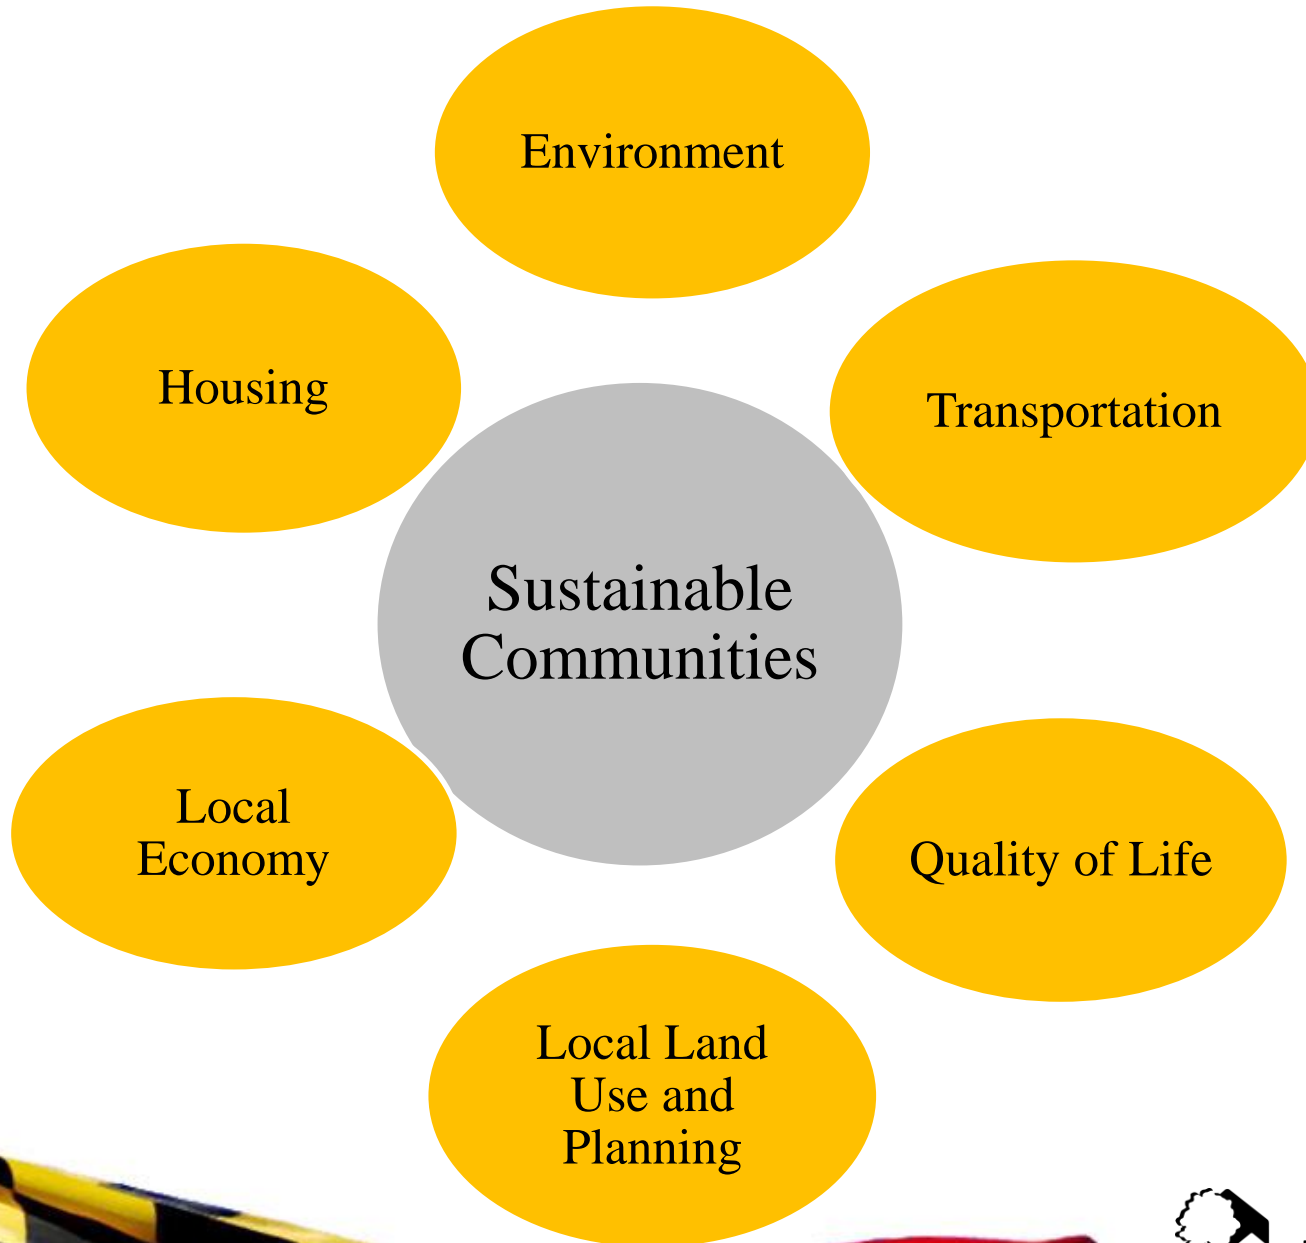 Environment
Housing
Transportation
Sustainable
Communities
Local
Economy
Quality of Life
Local Land
Use and
Planning